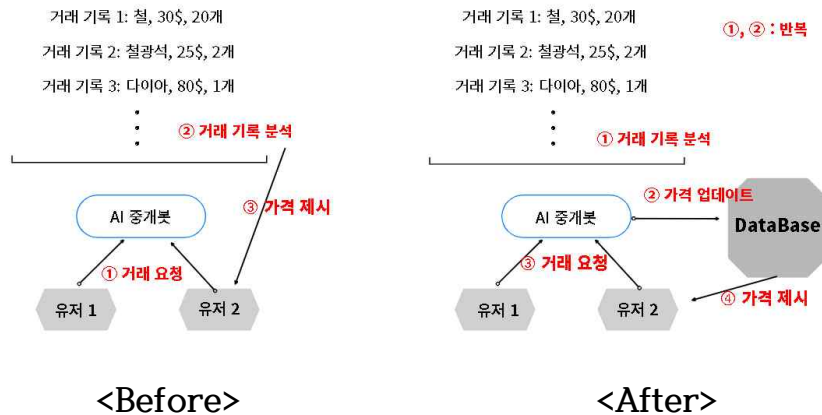 거래 기록 1: 철, 30$, 20개
거래 기록 2: 철광석, 25$, 2개
거래 기록 3: 다이아, 80$, 1개
② 거래 기록 분석
③ 가격 제시
AI 중개봇
① 거래 요청
유저 1
유저 2
<Before>
거래 기록 1: 철, 30$, 20개
①, ② : 반복
거래 기록 2: 철광석, 25$, 2개
거래 기록 3: 다이아, 80$, 1개
① 거래 기록 분석
② 가격 업데이트
AI 중개봇
DataBase
③ 거래 요청
④ 가격 제시
유저 1
유저 2
<After>